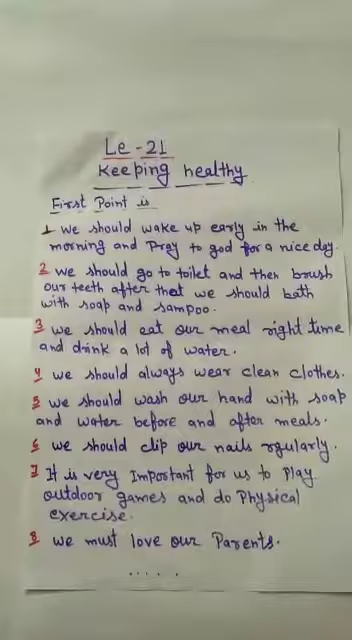 Le - 21
Keeping healthy
First Point is
1 we should wake up early in the
morning and Pray to god for a nice day.
2 we should go to toilet and then brush
our teeth after that we should bath
with soap and sampoo.
3 we should eat our meal right time
and drink a lot of water.
4 we should always wear clean clothes.
5 we should wash our hand with soap
and water before and after meals.
6 we should clip our nails rgularly.
7 It is very Important for us to Play
outdoor games and do Physical
exercise.
8 we must love our Parents.
.....